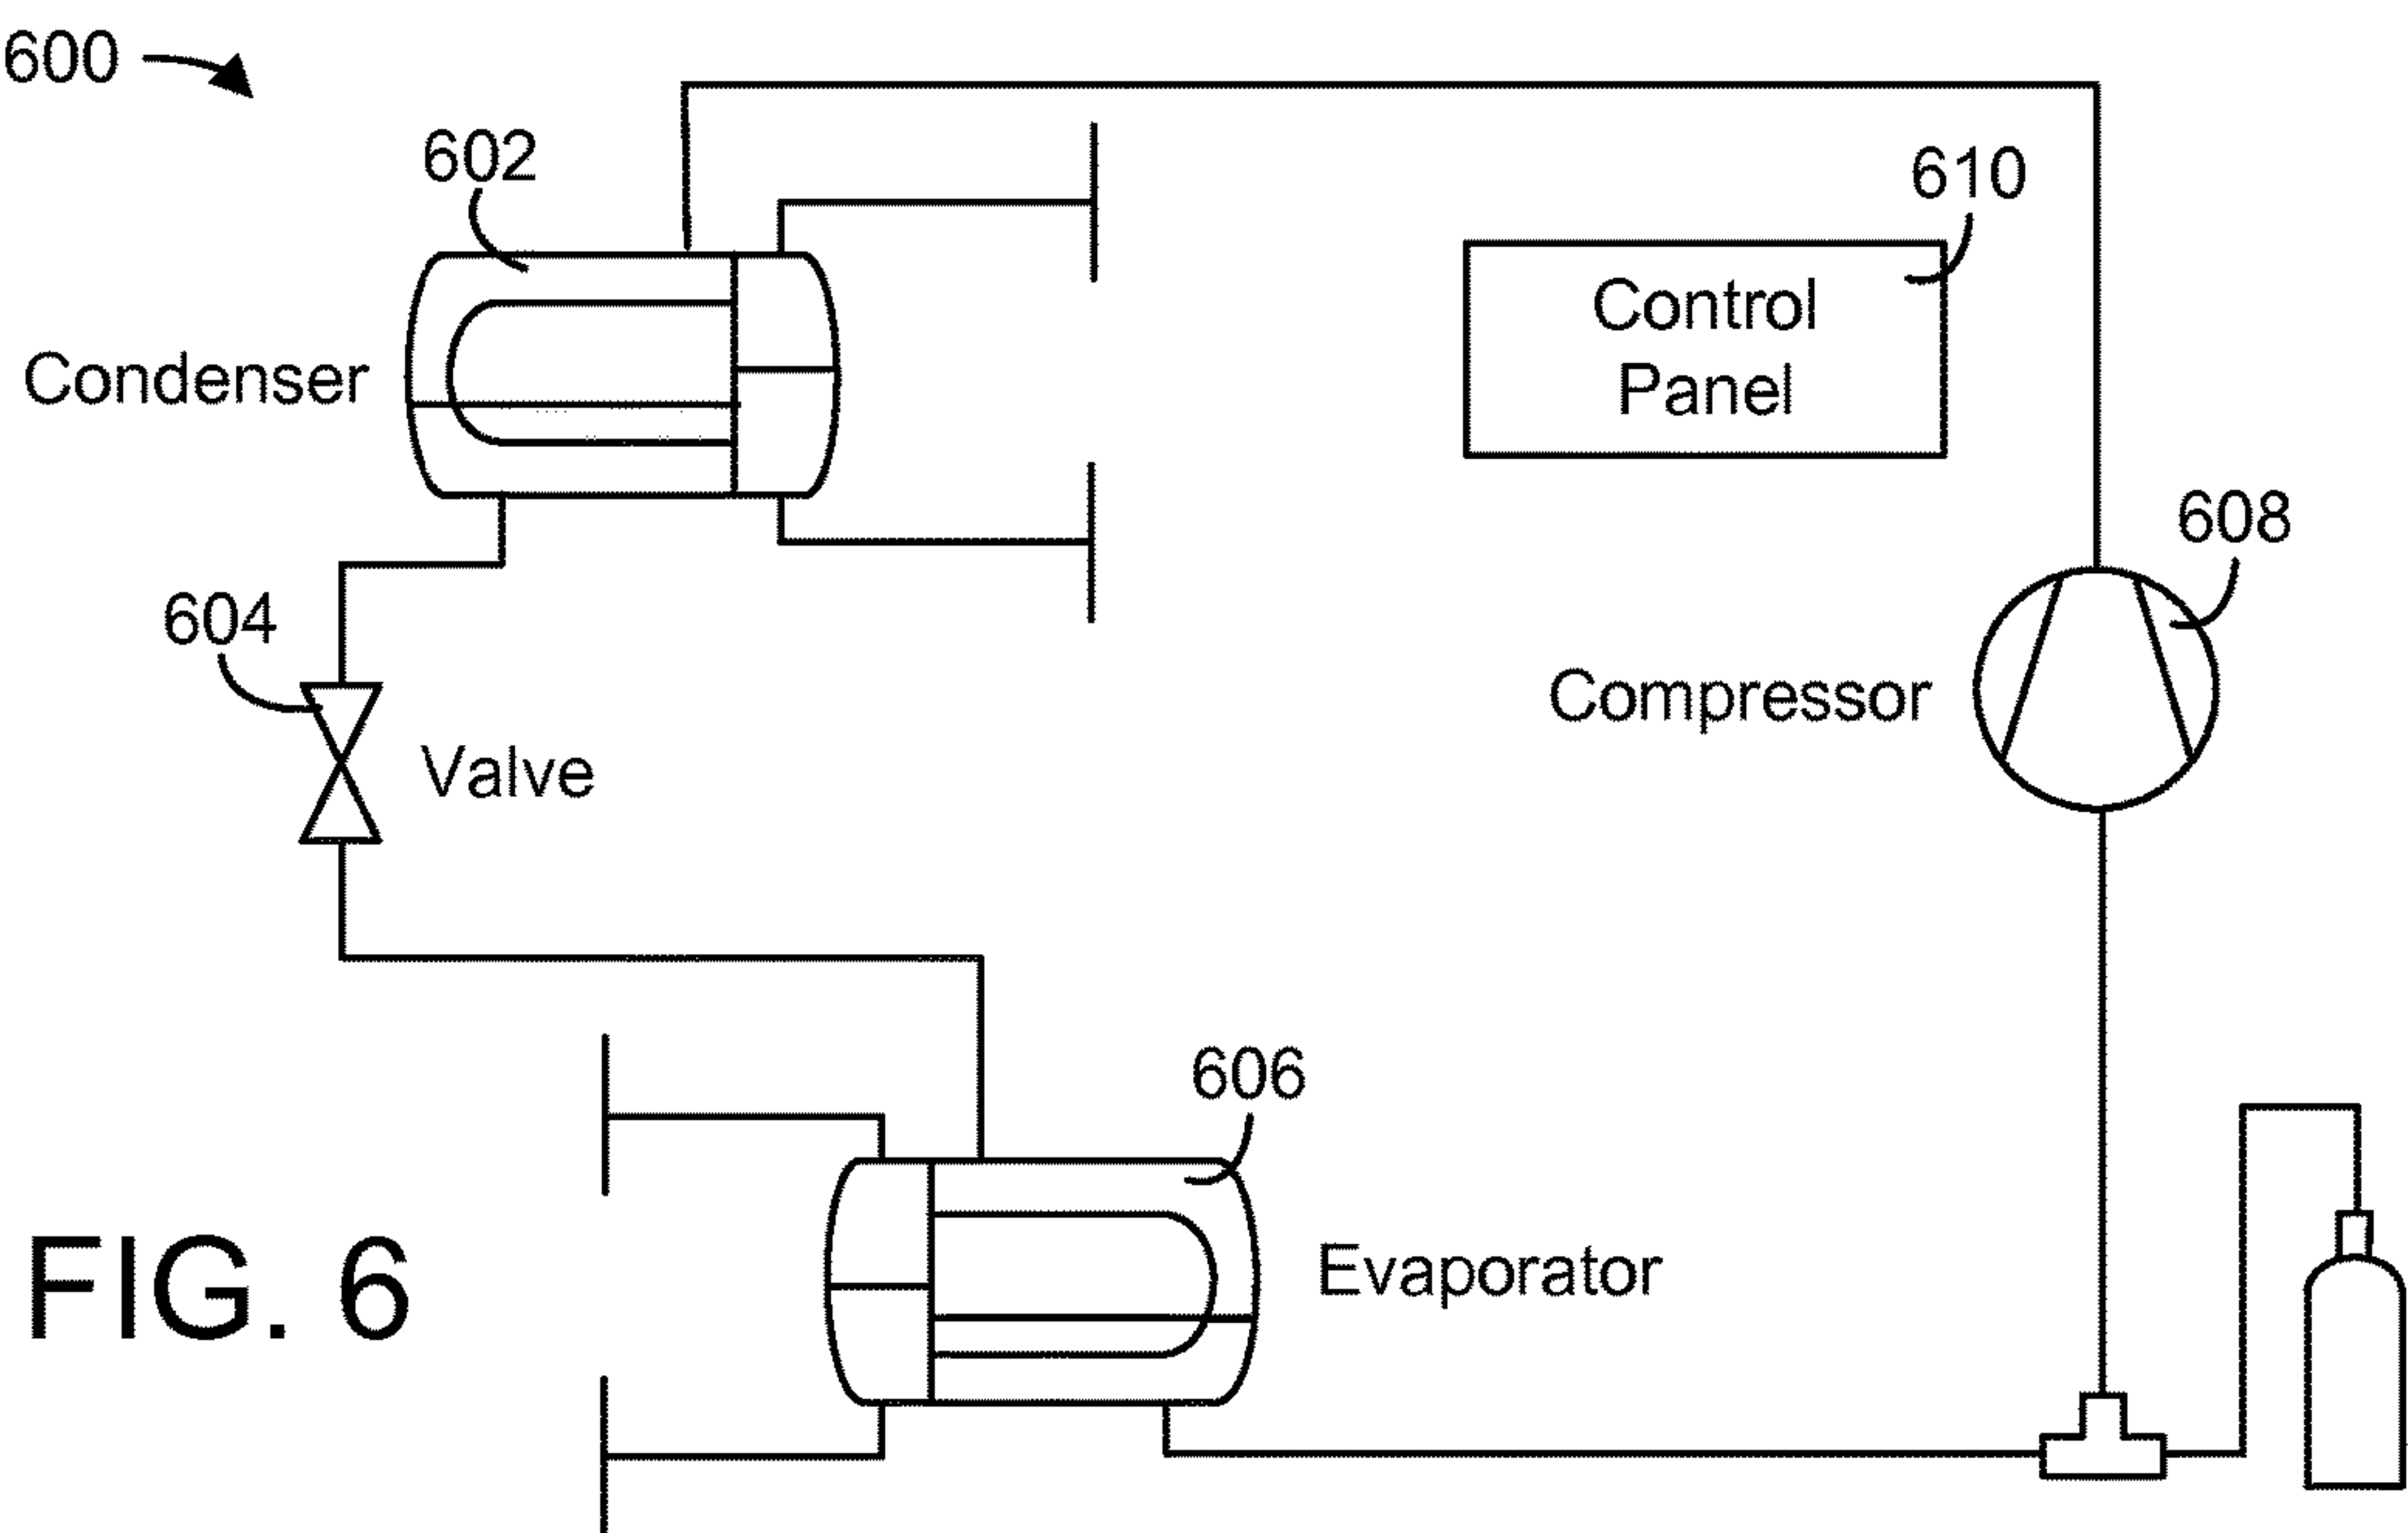 600
602
610
Control
Panel
Condenser
608
604
Compressor
Valve
606
Evaporator
FIG. 6